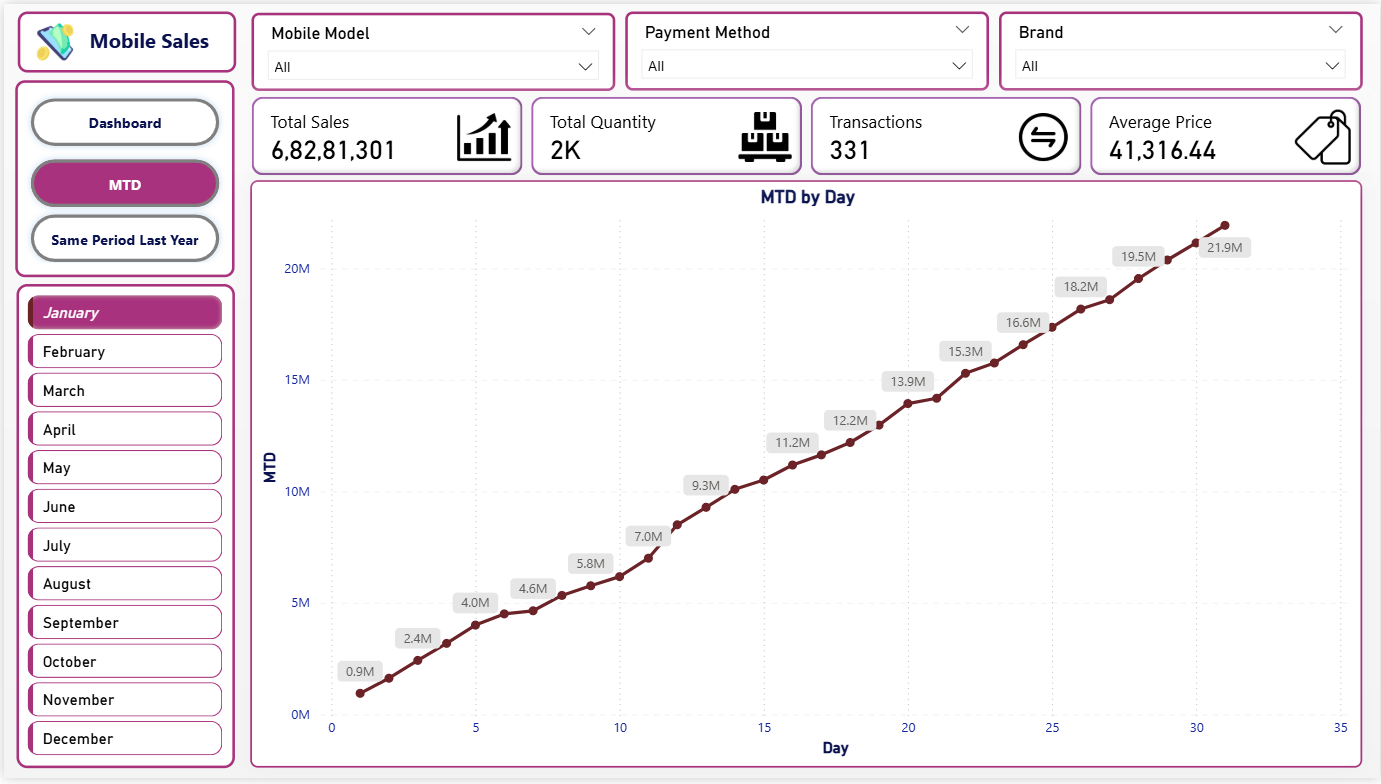 Mobile Sales
Mobile Model
All
Payment Method
All
Brand
All
Dashboard
MTD
Same Period Last Year
Total Sales
6,82,81,301
Total Quantity
2K
Transactions
331
Average Price
41,316.44
January
February
March
April
May
June
July
August
September
October
November
December
MTD by Day
MTD
20M
15M
10M
5M
0M
0.9M
2.4M
4.0M
4.6M
5.8M
7.0M
9.3M
11.2M
12.2M
13.9M
15.3M
16.6M
18.2M
19.5M
21.9M
0 5 10 15 20 25 30 35
Day